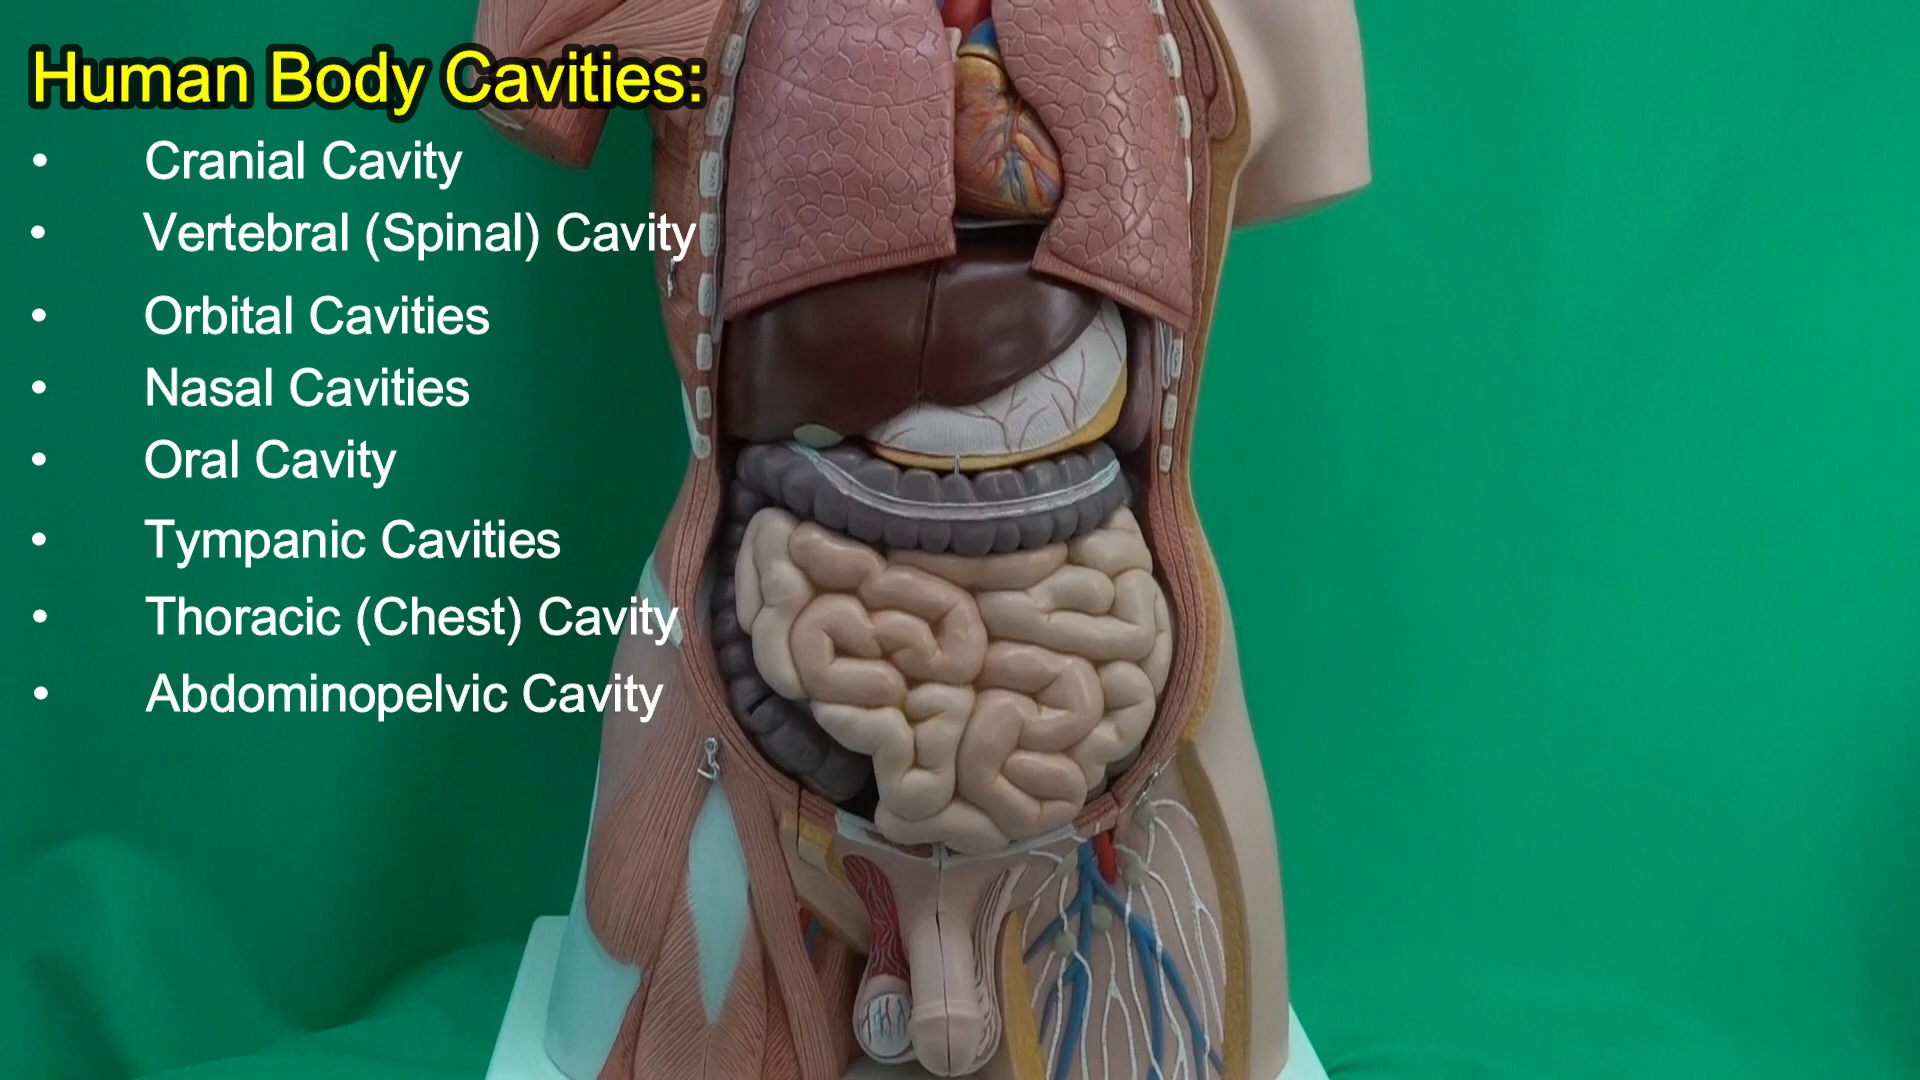 Human Body Cavities:
• Cranial Cavity
• Vertebral (Spinal) Cavity
• Orbital Cavities
• Nasal Cavities
• Oral Cavity
• Tympanic Cavities
• Thoracic (Chest) Cavity
• Abdominopelvic Cavity